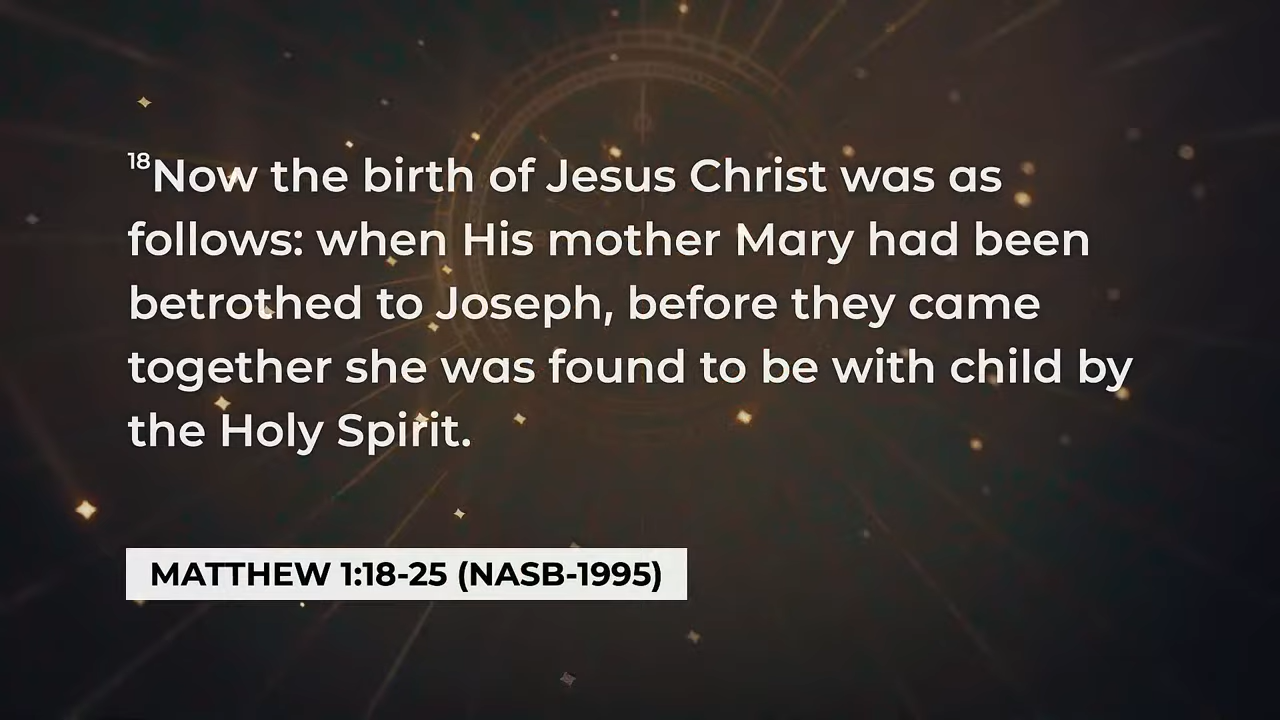 18Now the birth of Jesus Christ was as
follows: when His mother Mary had been
betrothed to Joseph, before they came
together she was found to be with child by
the Holy Spirit.
MATTHEW 1:18-25 (NASB-1995)